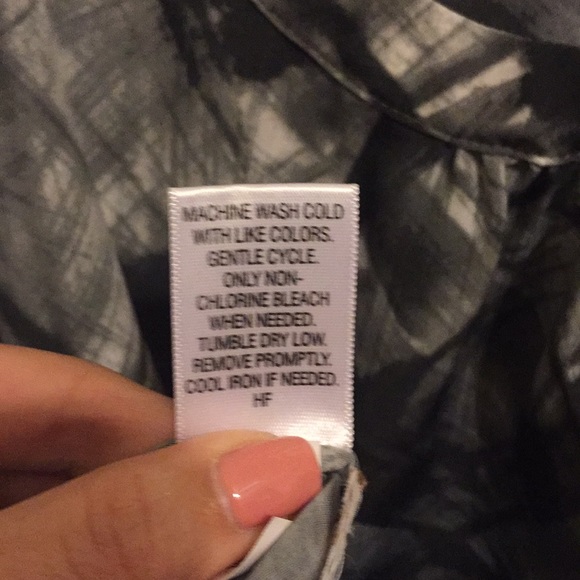 MACHINE WASH COLD
WITH LIKE COLORS.
GENTLE CYCLE.
ONLY NON-
CHLORINE BLEACH
WHEN NEEDED.
TUMBLE DRY LOW.
REMOVE PROMPTLY.
COOL IRON IF NEEDED.
HF